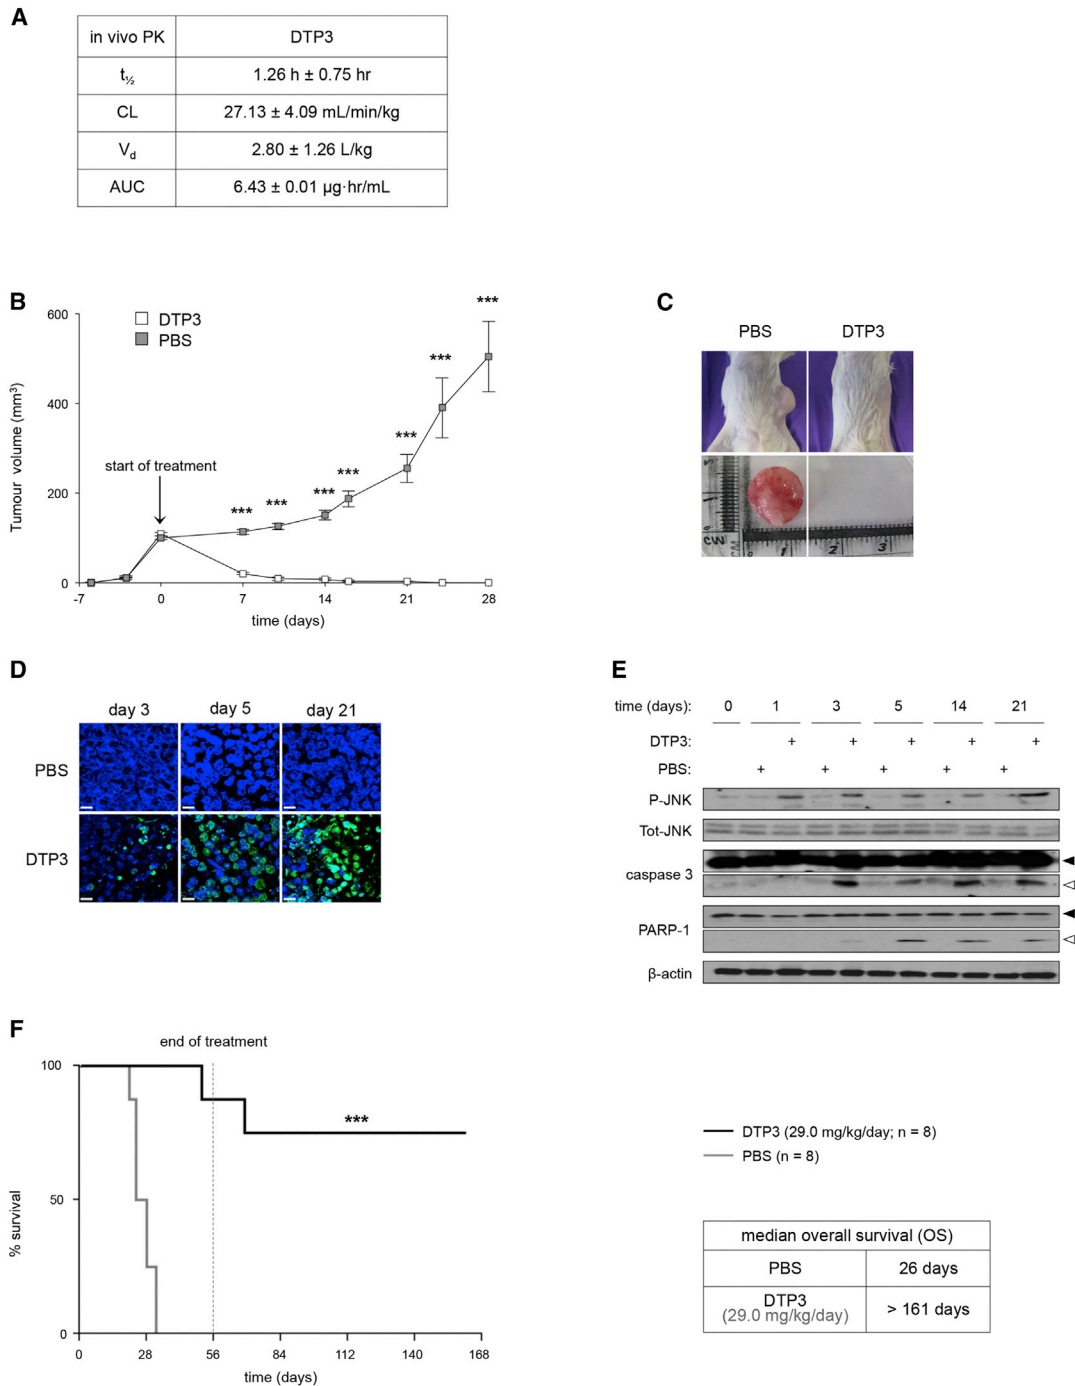 A
in vivo PK DTP3
t½ 1.26 h ± 0.75 hr
CL 27.13 ± 4.09 mL/min/kg
Vd 2.80 ± 1.26 L/kg
AUC 6.43 ± 0.01 µg·hr/mL
B
DTP3
PBS
Tumour volume (mm³)
600
400
200
0
start of treatment
***
***
***
***
***
***
***
-7 0 7 14 21 28
time (days)
C
PBS DTP3
CM
1 2 3
D
day 3 day 5 day 21
PBS
DTP3
E
time (days): 0 1 3 5 14 21
DTP3: + + + + +
PBS: + + + + +
P-JNK
Tot-JNK
caspase 3
PARP-1
β-actin
F
end of treatment
% survival
100
50
0
***
0 28 56 84 112 140 168
time (days)
DTP3 (29.0 mg/kg/day; n = 8)
PBS (n = 8)
median overall survival (OS)
PBS 26 days
DTP3
(29.0 mg/kg/day) > 161 days